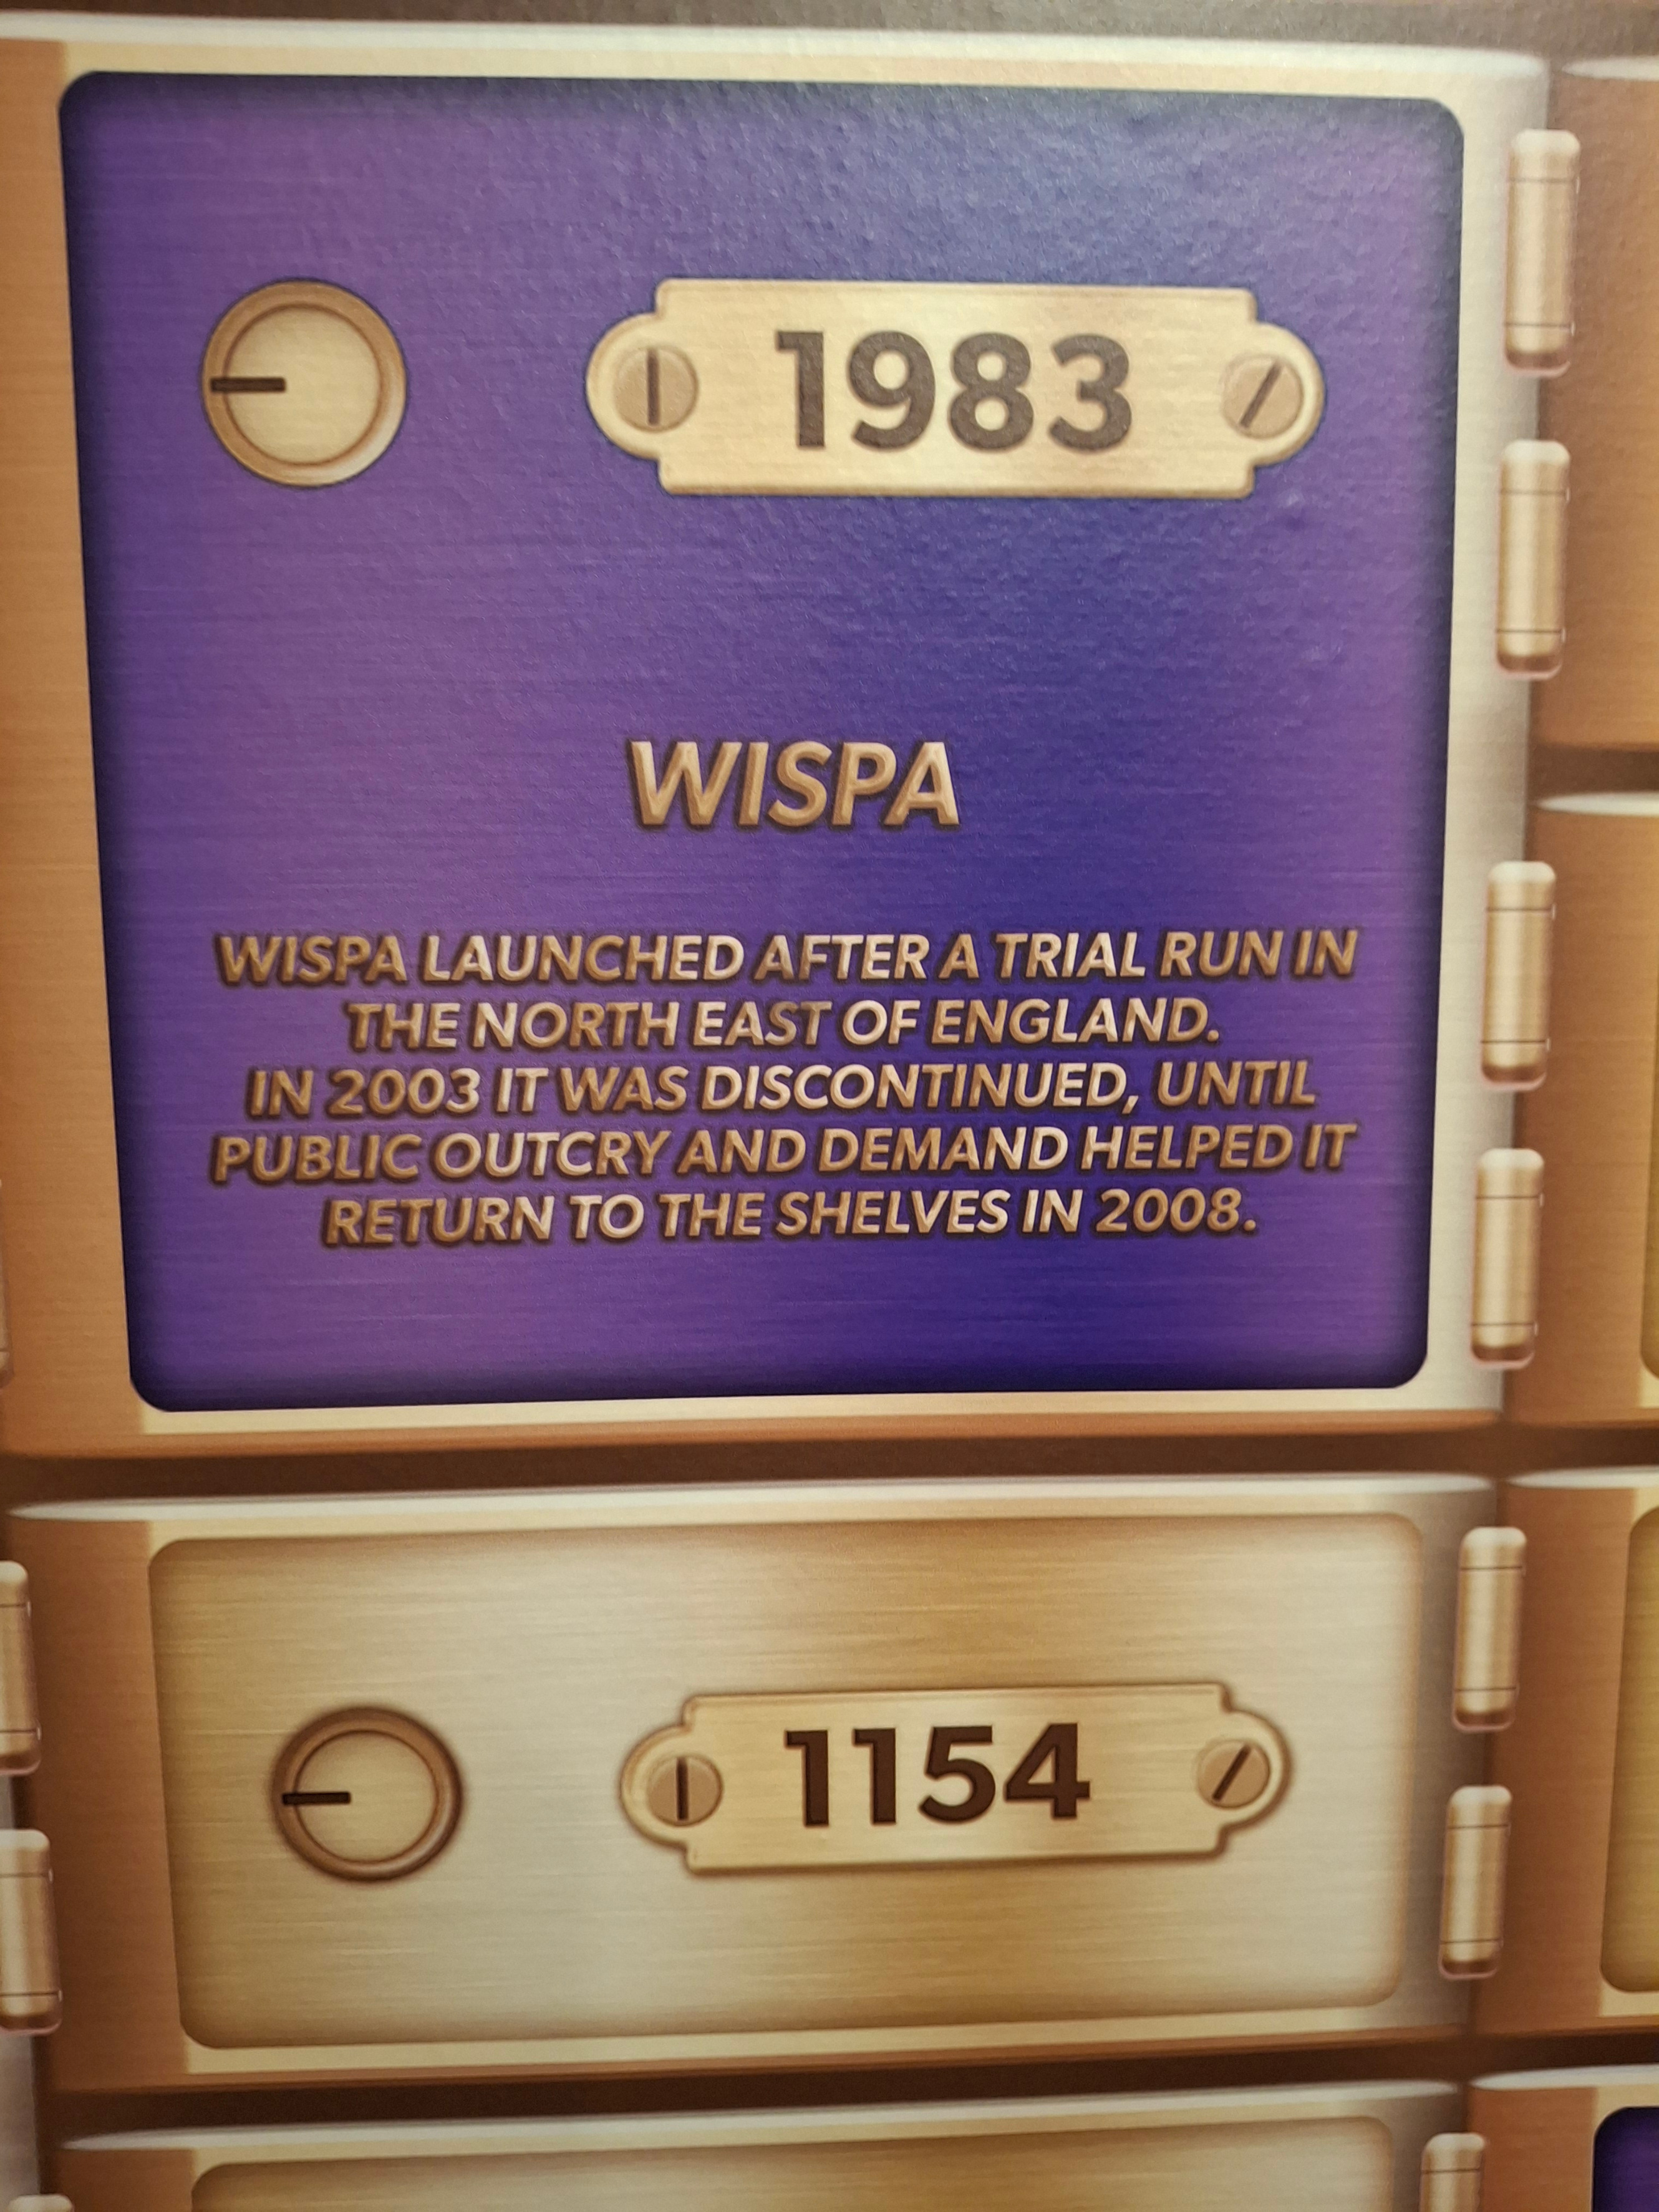 1983
WISPA
WISPA LAUNCHED AFTER A TRIAL RUN IN
THE NORTH EAST OF ENGLAND.
IN 2003 IT WAS DISCONTINUED, UNTIL
PUBLIC OUTCRY AND DEMAND HELPED IT
RETURN TO THE SHELVES IN 2008.
1154